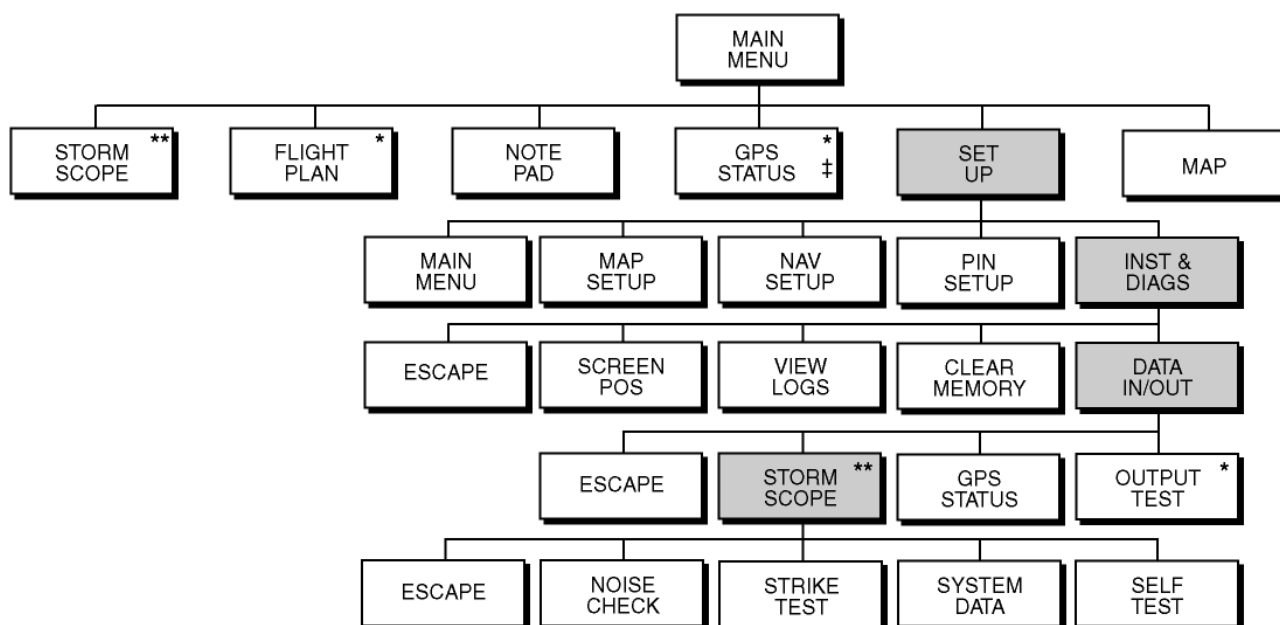 MAIN
MENU
STORM **
SCOPE
FLIGHT *
PLAN
NOTE
PAD
GPS *
STATUS ‡
SET
UP
MAP
MAIN
MENU
MAP
SETUP
NAV
SETUP
PIN
SETUP
INST &
DIAGS
ESCAPE
SCREEN
POS
VIEW
LOGS
CLEAR
MEMORY
DATA
IN/OUT
ESCAPE
STORM **
SCOPE
GPS
STATUS
OUTPUT *
TEST
ESCAPE
NOISE
CHECK
STRIKE
TEST
SYSTEM
DATA
SELF
TEST